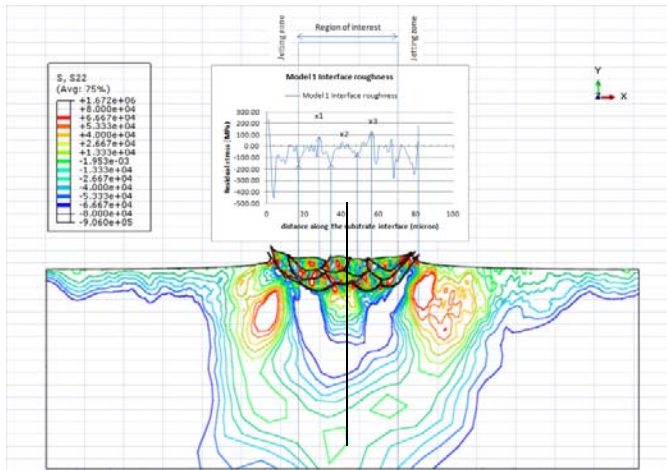 Jetting zone
Region of interest
Jetting zone
S, S22
(Avg: 75%)
+1.672e+06
+8.000e+04
+6.667e+04
+5.333e+04
+4.000e+04
+2.667e+04
+1.333e+04
-1.953e-03
-1.333e+04
-2.667e+04
-4.000e+04
-5.333e+04
-6.667e+04
-8.000e+04
-9.060e+05
Model 1 Interface roughness
Model 1 Interface roughness
Residual stress (MPa)
300.00
200.00
100.00
0.00
-100.00
-200.00
-300.00
-400.00
-500.00
x1
x2
x3
0 20 40 60 80 100
distance along the substrate interface (micron)
Y
Z X